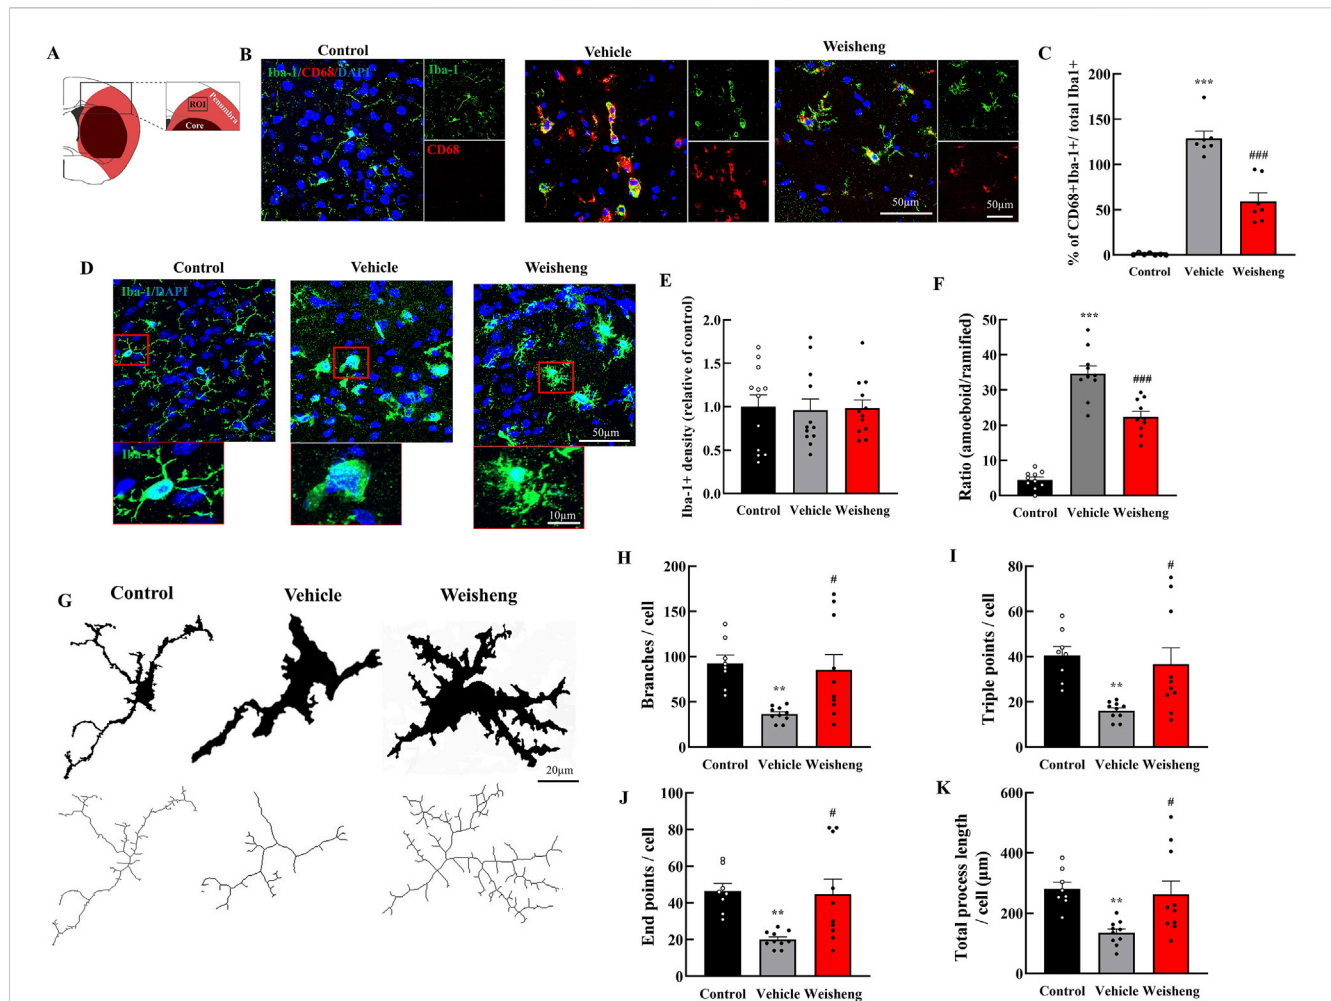 A
ROI
Penumbra
Core
B
Control
Vehicle
Weisheng
Iba-1/CD68/DAPI
Iba-1
CD68
50µm
50µm
C
% of CD68+Iba-1+/ total Iba1+
200
150
100
50
0
***
###
Control
Vehicle
Weisheng
D
Control
Vehicle
Weisheng
Iba-1/DAPI
50µm
Iba-1
10µm
E
Iba-1+ density (relative of control)
2.0
1.5
1.0
0.5
0.0
Control
Vehicle
Weisheng
F
Ratio (amoeboid/ramified)
50
40
30
20
10
0
***
###
Control
Vehicle
Weisheng
G
Control
Vehicle
Weisheng
20µm
H
Branches / cell
200
150
100
50
0
**
#
Control
Vehicle
Weisheng
I
Triple points / cell
80
60
40
20
0
**
#
Control
Vehicle
Weisheng
J
End points / cell
100
80
60
40
20
0
**
#
Control
Vehicle
Weisheng
K
Total process length
/ cell (µm)
600
400
200
0
**
#
Control
Vehicle
Weisheng